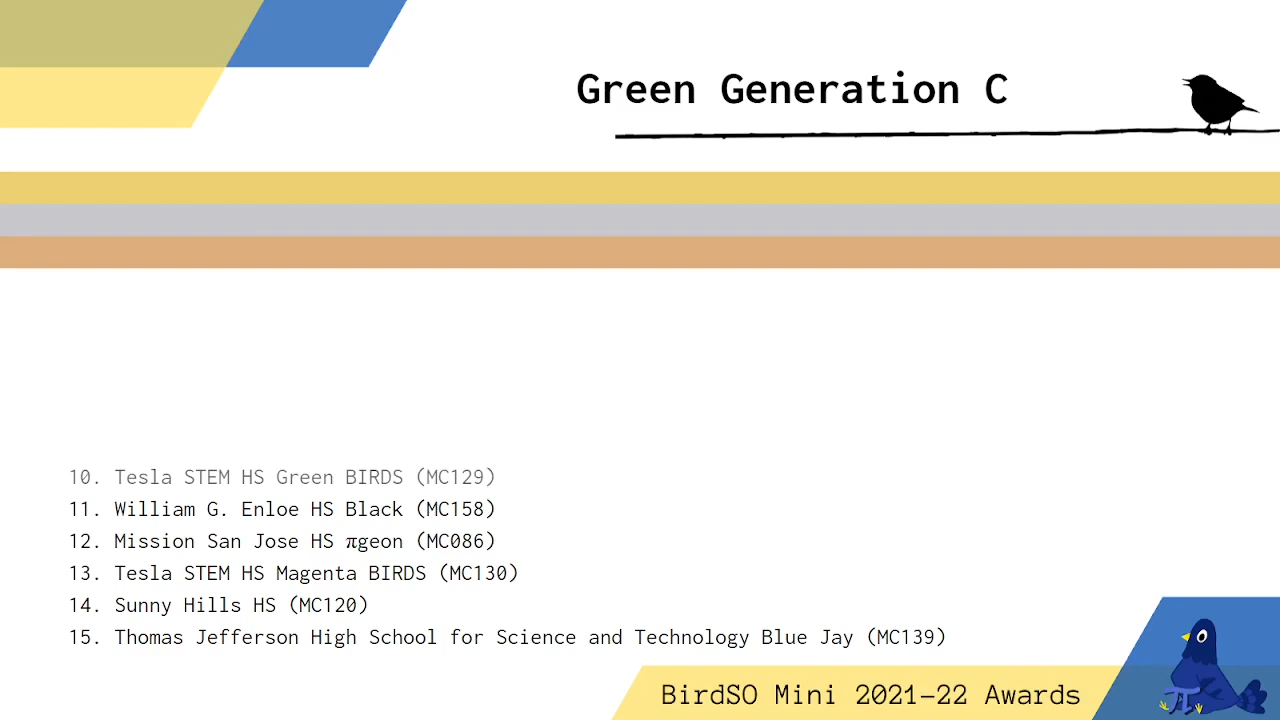 Green Generation C
10. Tesla STEM HS Green BIRDS (MC129)
11. William G. Enloe HS Black (MC158)
12. Mission San Jose HS πgeon (MC086)
13. Tesla STEM HS Magenta BIRDS (MC130)
14. Sunny Hills HS (MC120)
15. Thomas Jefferson High School for Science and Technology Blue Jay (MC139)
BirdSO Mini 2021–22 Awards
π